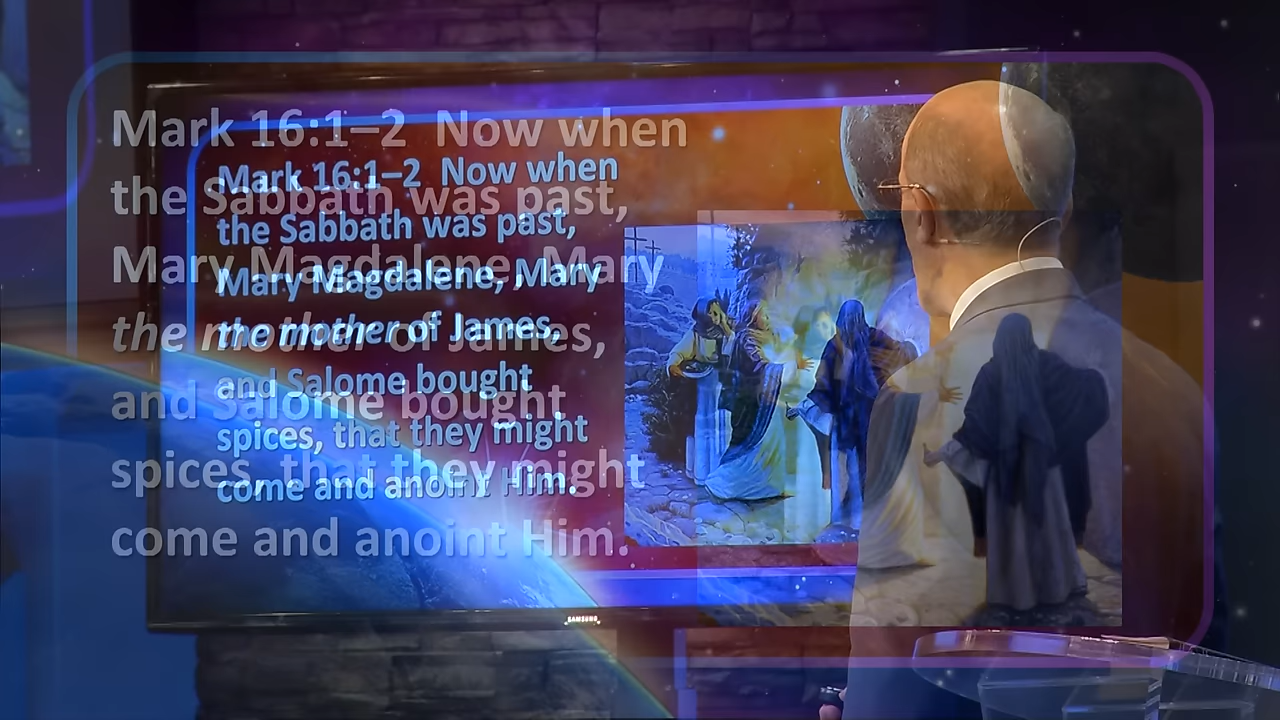 Mark 16:1–2 Now when
the Sabbath was past,
Mary Magdalene, Mary
the mother of James,
and Salome bought
spices, that they might
come and anoint Him.
Mark 16:1–2 Now when
the Sabbath was past,
Mary Magdalene, Mary
the mother of James,
and Salome bought
spices, that they might
come and anoint Him.
SAMSUNG